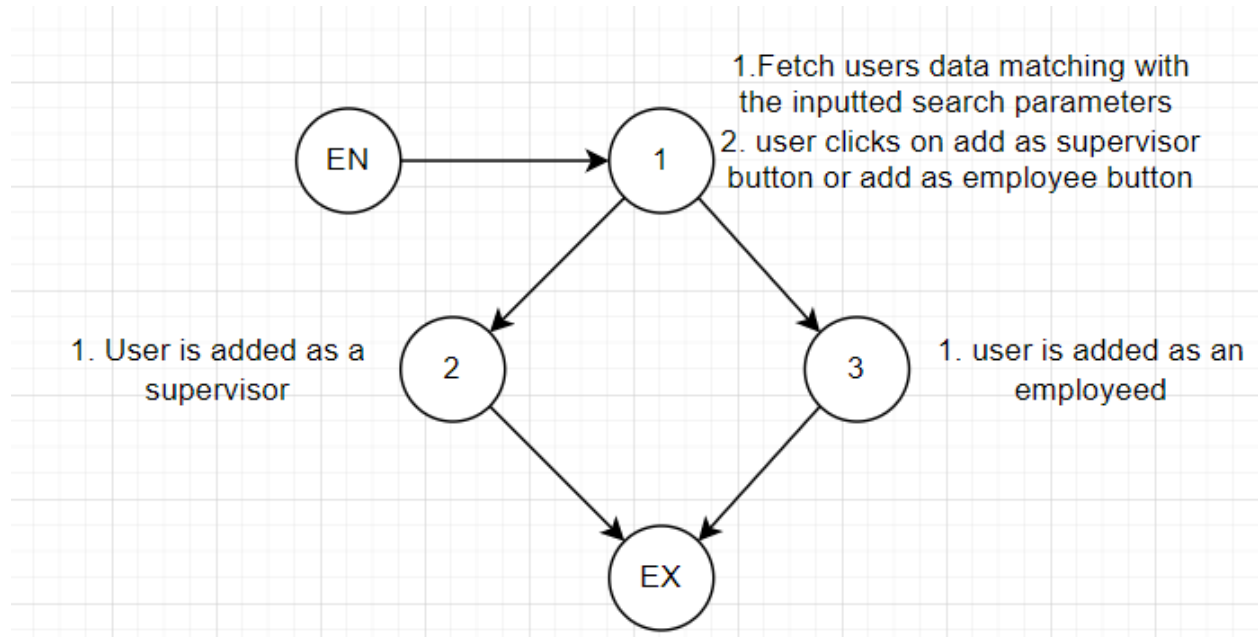 1.Fetch users data matching with
the inputted search parameters
EN
1
2. user clicks on add as supervisor
button or add as employee button
1. User is added as a
supervisor
2
3
1. user is added as an
employeed
EX